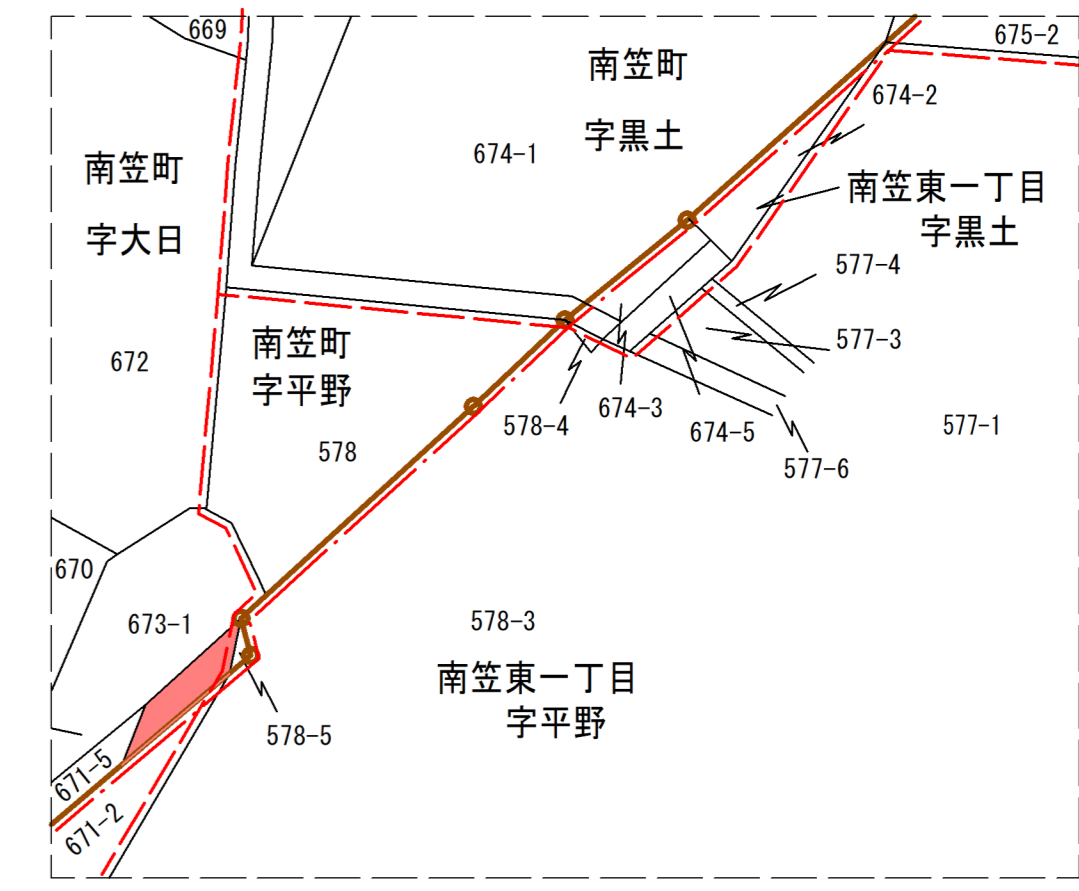 669
675-2
南笠町
字黒土
674-2
674-1
南笠町
字大日
南笠東一丁目
字黒土
577-4
577-3
南笠町
字平野
672
578-4
674-3
674-5
577-1
578
577-6
670
673-1
578-3
南笠東一丁目
字平野
578-5
671-5
671-2